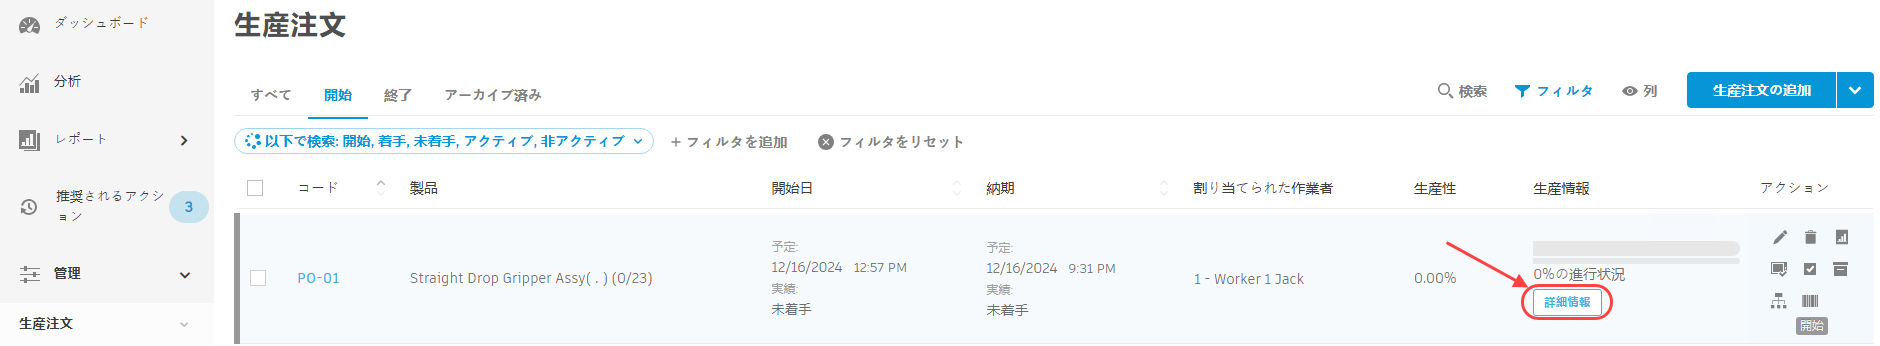 ダッシュボード
分析
レポート
推奨されるアクシ
ョン
3
管理
生産注文
生産注文
すべて 開始 終了 アーカイブ済み
検索 フィルタ 列 生産注文の追加
以下で検索: 開始, 着手, 未着手, アクティブ, 非アクティブ + フィルタを追加 フィルタをリセット
コード 製品 開始日 納期 割り当てられた作業者 生産性 生産情報 アクション
PO-01
Straight Drop Gripper Assy( . ) (0/23)
予定:
12/16/2024 12:57 PM
実績:
未着手
予定:
12/16/2024 9:31 PM
実績:
未着手
1 - Worker 1 Jack
0.00%
0%の進行状況
詳細情報
開始